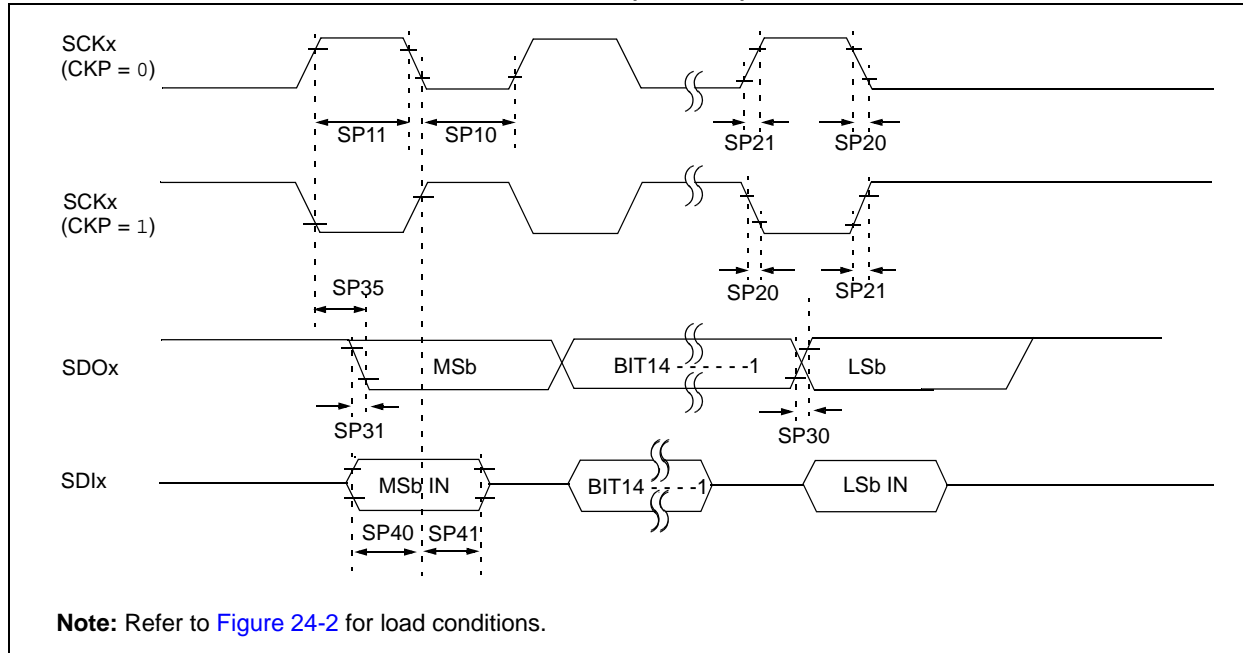 SCKx
(CKP = 0)
SP11
SP10
SP21
SP20
SCKx
(CKP = 1)
SP35
SP20
SP21
SDOx
MSb
BIT14 - - - - - -1
LSb
SP31
SP30
SDIx
MSb IN
BIT14 - - - -1
LSb IN
SP40
SP41
Note: Refer to Figure 24-2 for load conditions.